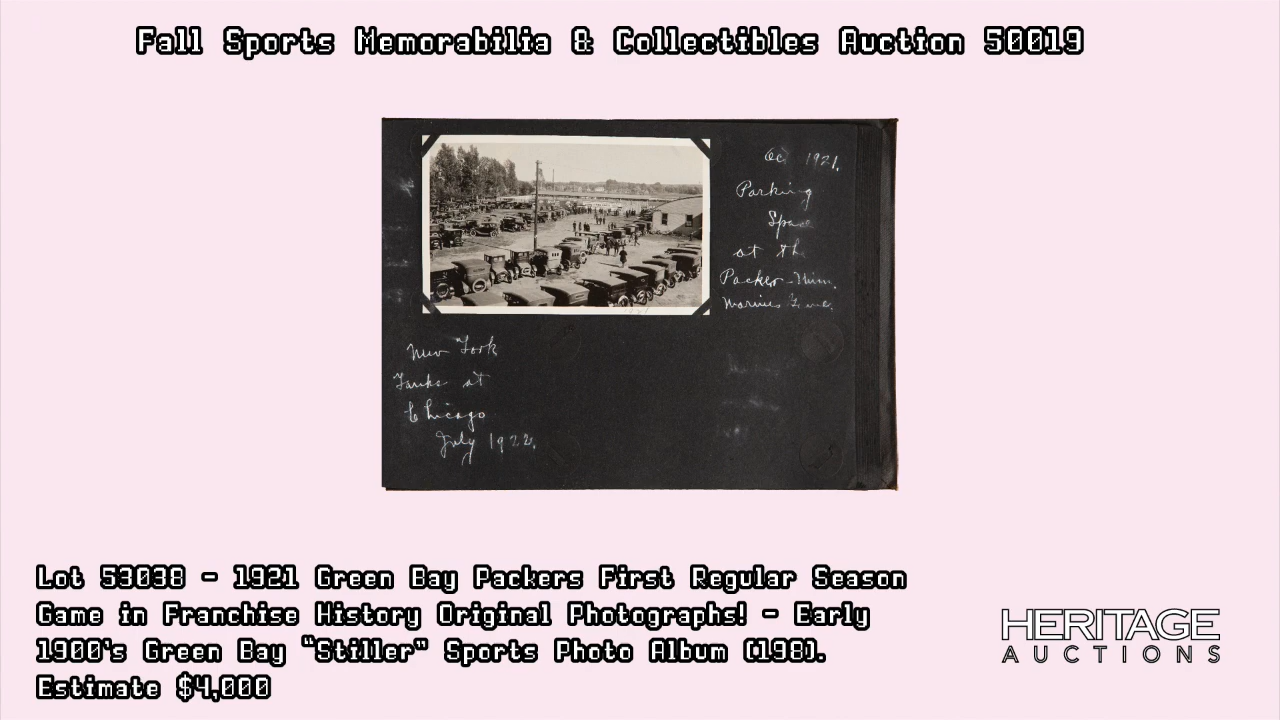 Fall Sports Memorabilia & Collectibles Auction 50019
Oc 1921.
Parking
Space
at the
Packer-Minn.
Marines Game.
New York
Yanks at
Chicago
July 1922.
Lot 53038 - 1921 Green Bay Packers First Regular Season
Game in Franchise History Original Photographs! - Early
1900's Green Bay "Stiller" Sports Photo Album (198).
Estimate $4,000
HERITAGE
AUCTIONS